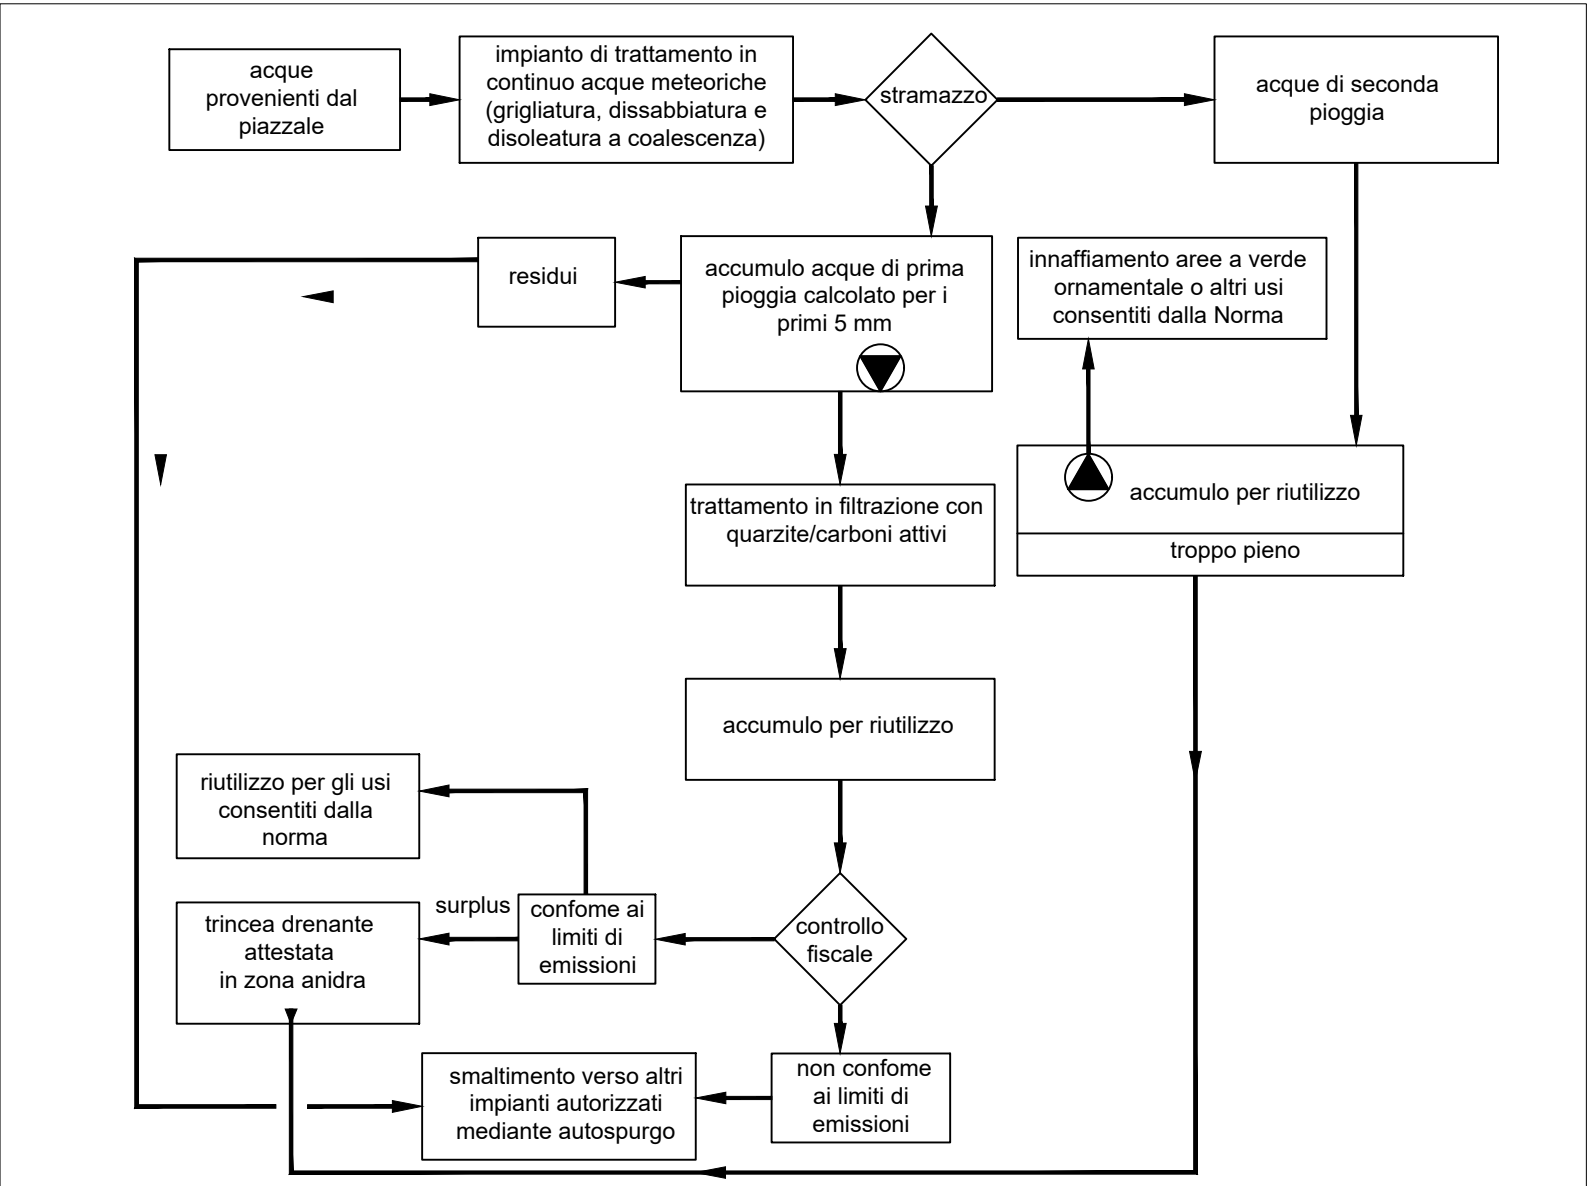 acque
provenienti dal
piazzale
impianto di trattamento in
continuo acque meteoriche
(grigliatura, dissabbiatura e
disoleatura a coalescenza)
stramazzo
acque di seconda
pioggia
residui
accumulo acque di prima
pioggia calcolato per i
primi 5 mm
innaffiamento aree a verde
ornamentale o altri usi
consentiti dalla Norma
trattamento in filtrazione con
quarzite/carboni attivi
accumulo per riutilizzo
troppo pieno
accumulo per riutilizzo
riutilizzo per gli usi
consentiti dalla
norma
surplus
trincea drenante
attestata
in zona anidra
confome ai
limiti di
emissioni
controllo
fiscale
smaltimento verso altri
impianti autorizzati
mediante autospurgo
non confome
ai limiti di
emissioni